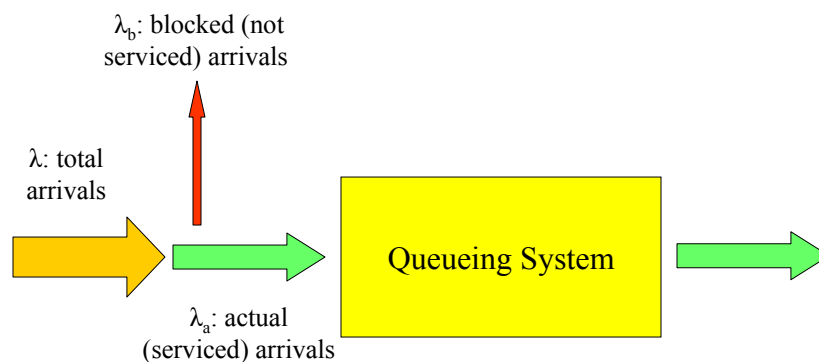 λb: blocked (not
serviced) arrivals
λ: total
arrivals
Queueing System
λa: actual
(serviced) arrivals